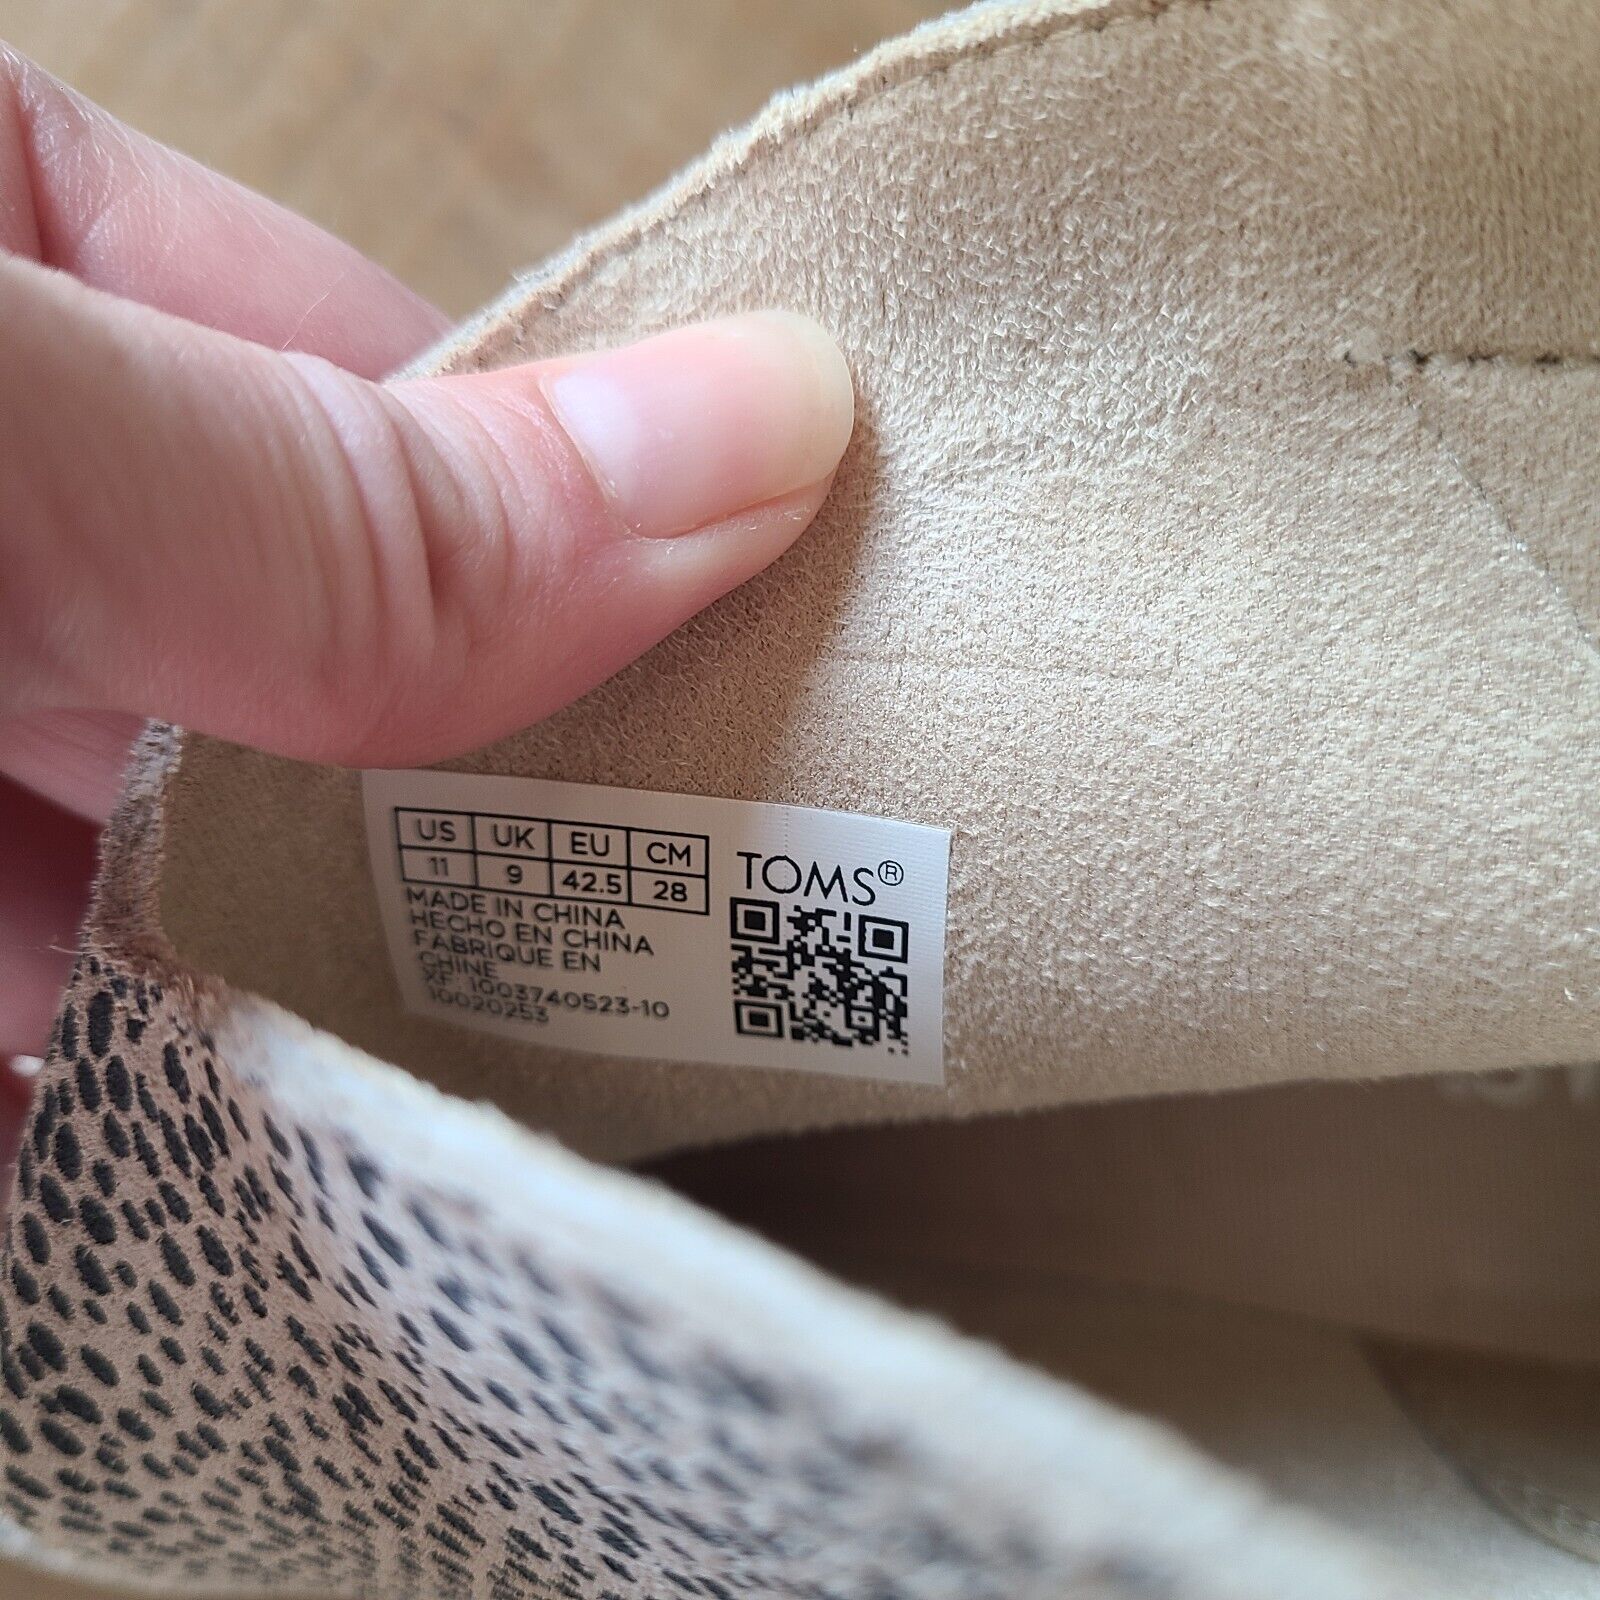 US UK EU CM
11 9 42.5 28
TOMS®
MADE IN CHINA
HECHO EN CHINA
FABRIQUE EN
CHINE
XF: 1003740523-10
10020253